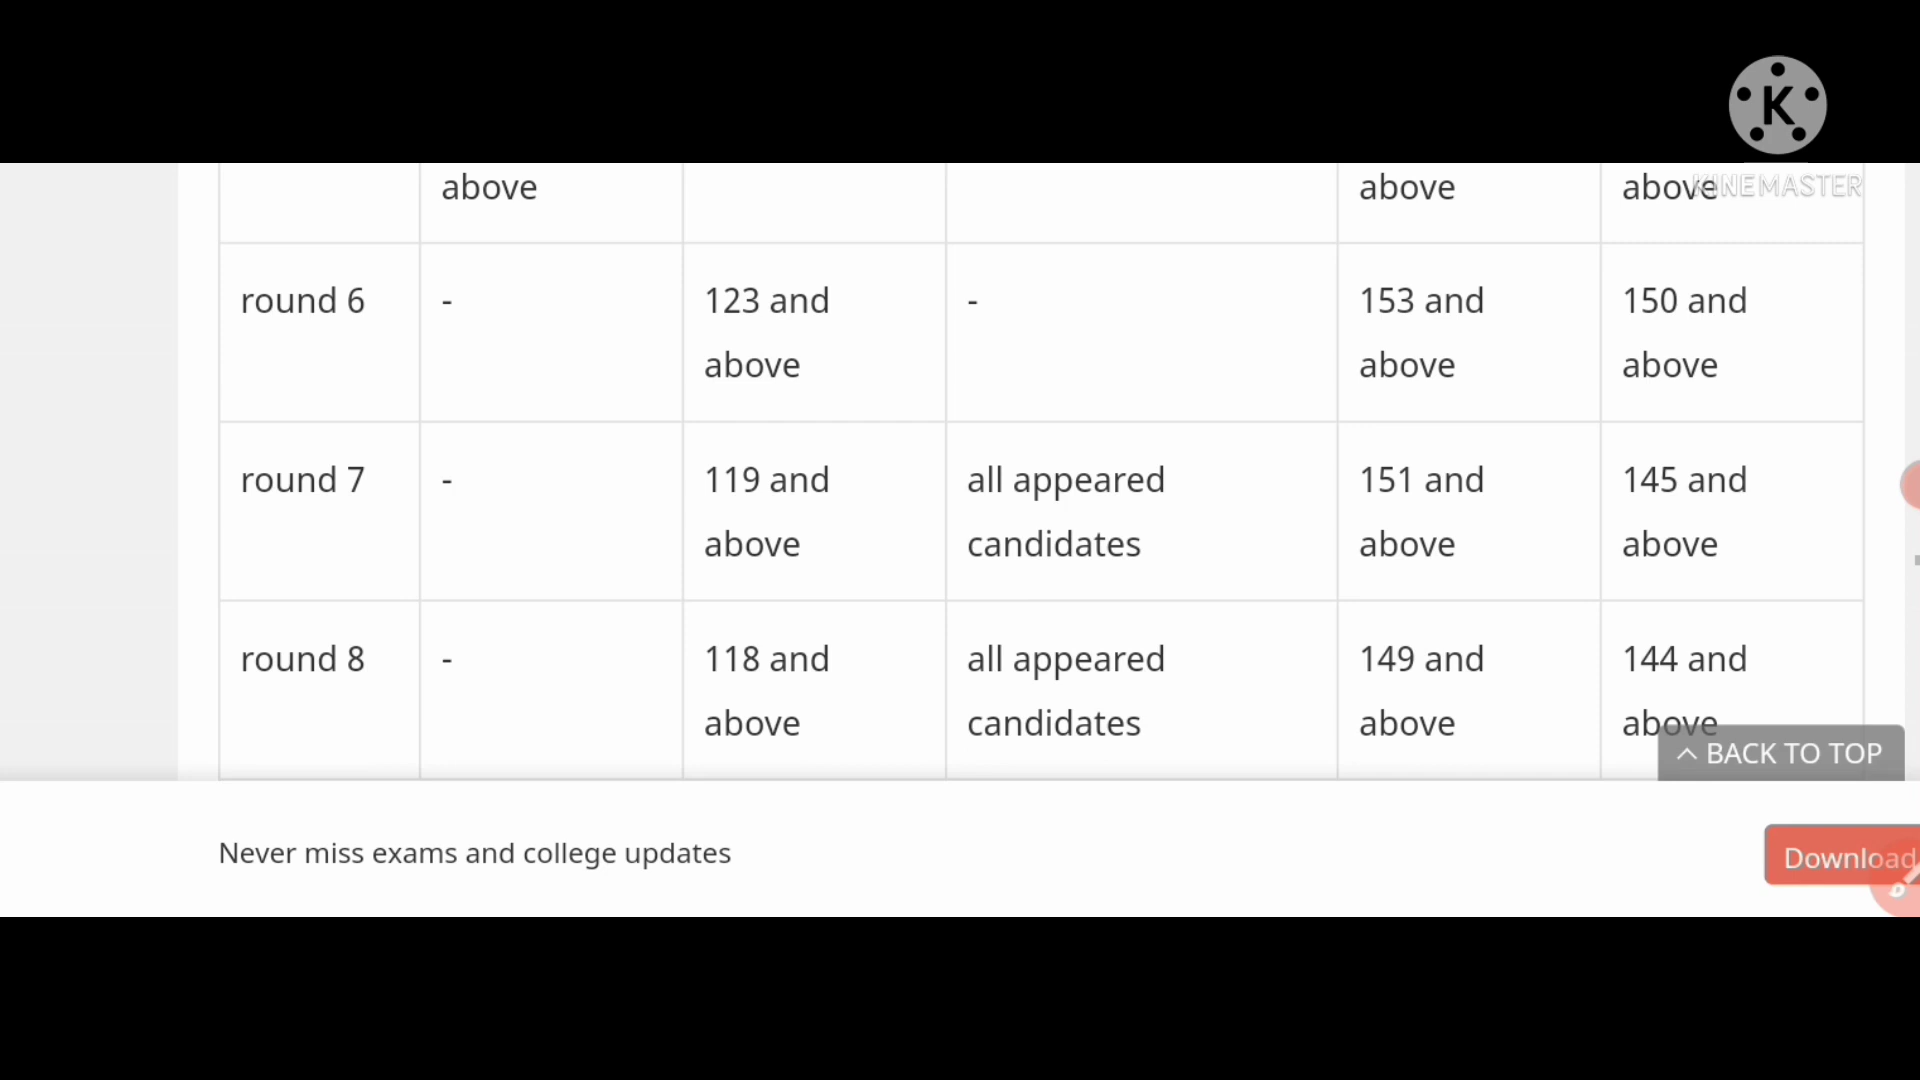 K
KINEMASTER
above above above
round 6 - 123 and - 153 and 150 and
above above above
round 7 - 119 and all appeared 151 and 145 and
above candidates above above
round 8 - 118 and all appeared 149 and 144 and
above candidates above above
BACK TO TOP
Never miss exams and college updates
Download